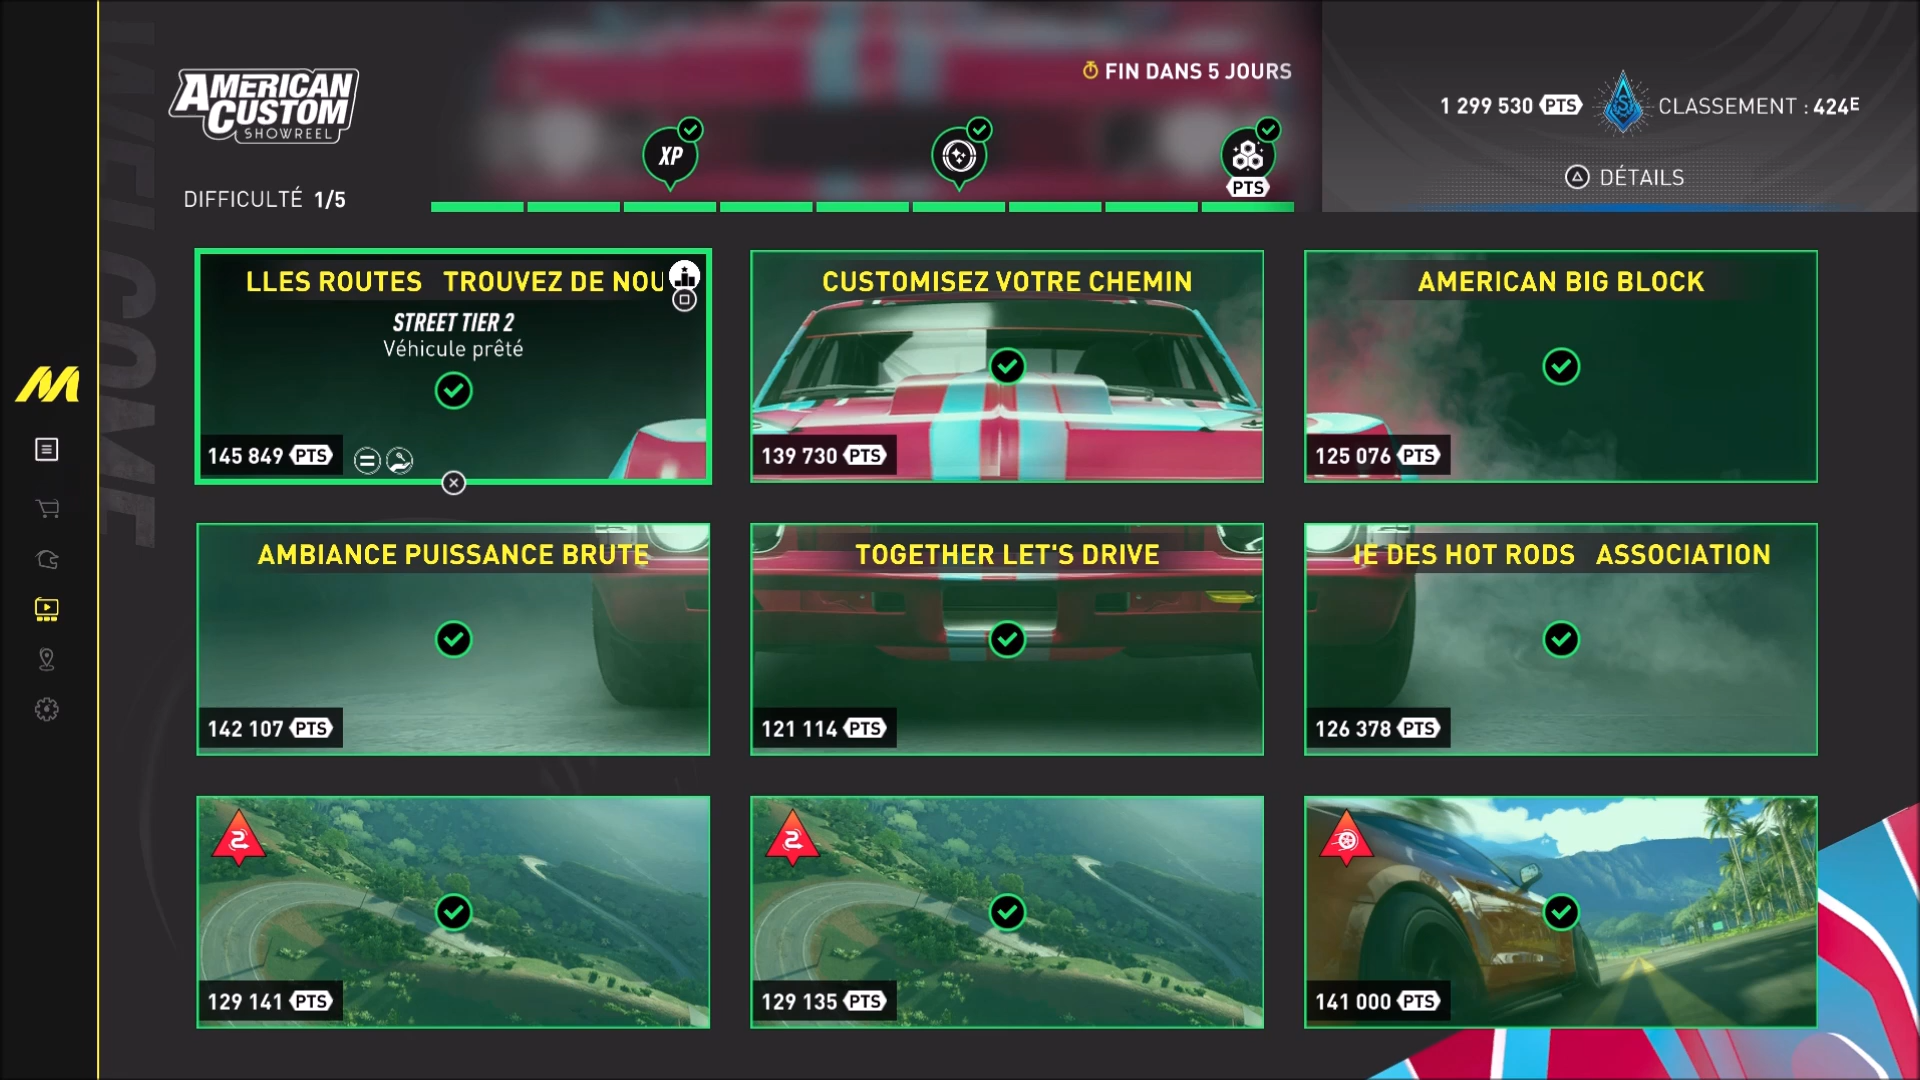 WELCOME
AMERICAN
CUSTOM
SHOWREEL
DIFFICULTÉ 1/5
FIN DANS 5 JOURS
XP
PTS
1 299 530 PTS
CLASSEMENT : 424E
DÉTAILS
LLES ROUTES TROUVEZ DE NOU
STREET TIER 2
Véhicule prêté
145 849 PTS
CUSTOMISEZ VOTRE CHEMIN
139 730 PTS
AMERICAN BIG BLOCK
125 076 PTS
AMBIANCE PUISSANCE BRUTE
142 107 PTS
TOGETHER LET'S DRIVE
121 114 PTS
IE DES HOT RODS ASSOCIATION
126 378 PTS
129 141 PTS
129 135 PTS
141 000 PTS